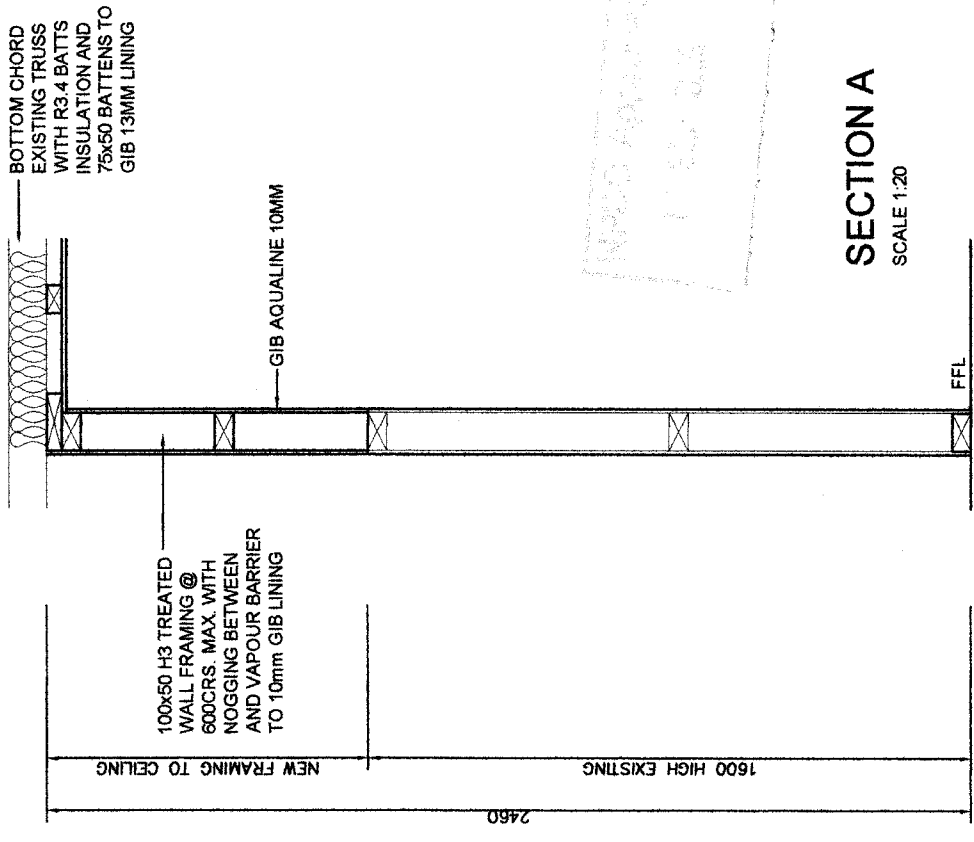 BOTTOM CHORD
EXISTING TRUSS
WITH R3.4 BATTS
INSULATION AND
75x50 BATTENS TO
GIB 13MM LINING
GIB AQUALINE 10MM
100x50 H3 TREATED
WALL FRAMING @
600CRS. MAX. WITH
NOGGING BETWEEN
AND VAPOUR BARRIER
TO 10mm GIB LINING
NEW FRAMING TO CEILING
1600 HIGH EXISTING
2460
FFL
SECTION A
SCALE 1:20